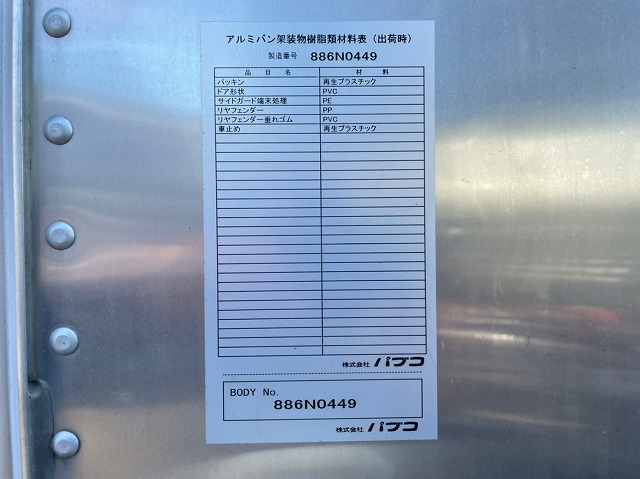 アルミバン架装物樹脂類材料表（出荷時）
製造番号 886N0449
品目名 材料
パッキン 再生プラスチック
ドア形状 PVC
サイドガード端末処理 PE
リヤフェンダー PP
リヤフェンダー垂れゴム PVC
車止め 再生プラスチック
株式会社 パブコ
BODY No.
886N0449
株式会社 パブコ